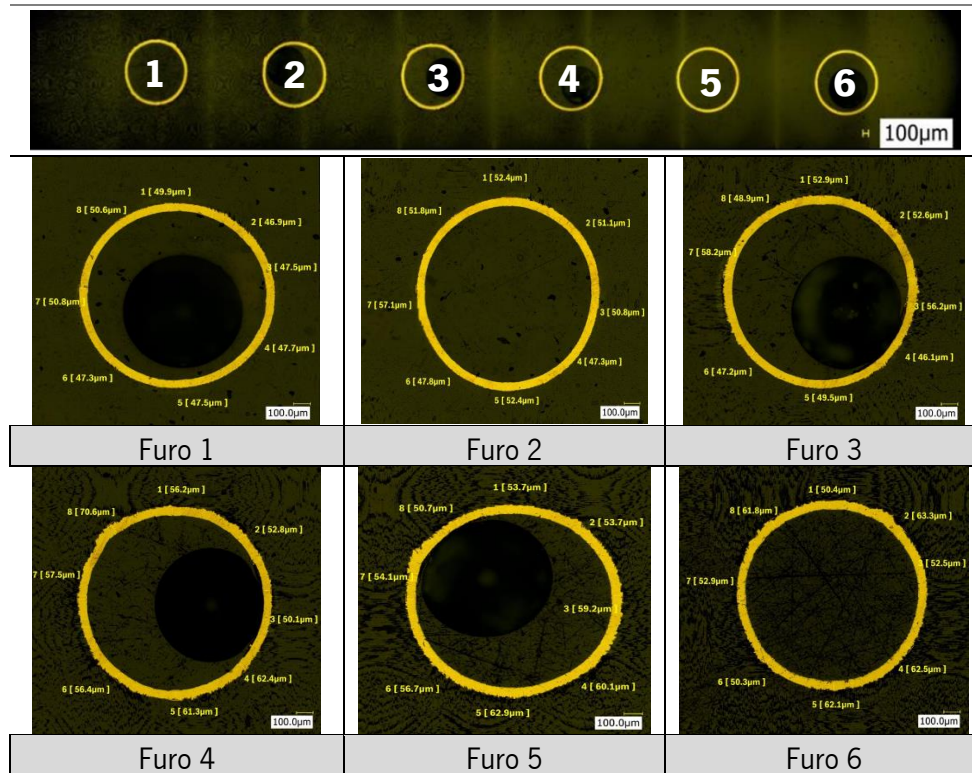 1 2 3 4 5 6
100µm
1 [ 49.9µm ]
8 [ 50.6µm ]
2 [ 46.9µm ]
3 [ 47.5µm ]
7 [ 50.8µm ]
4 [ 47.7µm ]
6 [ 47.3µm ]
5 [ 47.5µm ]
100.0µm
Furo 1
1 [ 52.4µm ]
8 [ 51.8µm ]
2 [ 51.1µm ]
7 [ 57.1µm ]
3 [ 50.8µm ]
4 [ 47.3µm ]
6 [ 47.8µm ]
5 [ 52.4µm ]
100.0µm
Furo 2
1 [ 52.9µm ]
8 [ 48.9µm ]
2 [ 52.6µm ]
7 [ 58.2µm ]
3 [ 56.2µm ]
4 [ 46.1µm ]
6 [ 47.2µm ]
5 [ 49.5µm ]
100.0µm
Furo 3
1 [ 56.2µm ]
8 [ 70.6µm ]
2 [ 52.8µm ]
7 [ 57.5µm ]
3 [ 50.1µm ]
4 [ 62.4µm ]
6 [ 56.4µm ]
5 [ 61.3µm ]
100.0µm
Furo 4
1 [ 53.7µm ]
8 [ 50.7µm ]
2 [ 53.7µm ]
7 [ 54.1µm ]
3 [ 59.2µm ]
4 [ 60.1µm ]
6 [ 56.7µm ]
5 [ 62.9µm ]
100.0µm
Furo 5
1 [ 50.4µm ]
8 [ 61.8µm ]
2 [ 63.3µm ]
3 [ 52.5µm ]
7 [ 52.9µm ]
4 [ 62.5µm ]
6 [ 50.3µm ]
5 [ 62.1µm ]
100.0µm
Furo 6